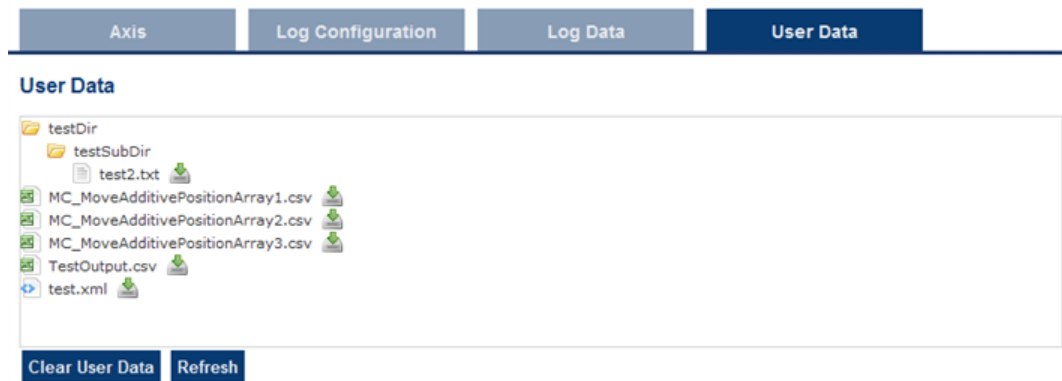 Axis Log Configuration Log Data User Data
User Data
testDir
testSubDir
test2.txt
MC_MoveAdditivePositionArray1.csv
MC_MoveAdditivePositionArray2.csv
MC_MoveAdditivePositionArray3.csv
TestOutput.csv
test.xml
Clear User Data Refresh